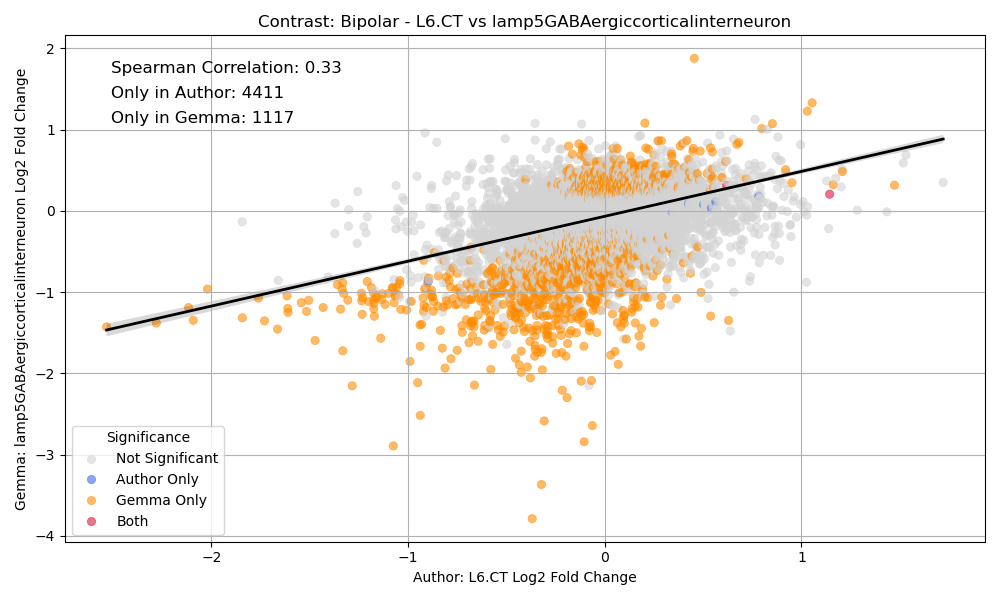 Contrast: Bipolar - L6.CT vs lamp5GABAergiccorticalinterneuron
Spearman Correlation: 0.33
Only in Author: 4411
Only in Gemma: 1117
2
1
0
−1
−2
−3
−4
Gemma: lamp5GABAergiccorticalinterneuron Log2 Fold Change
Significance
Not Significant
Author Only
Gemma Only
Both
−2
−1
0
1
Author: L6.CT Log2 Fold Change